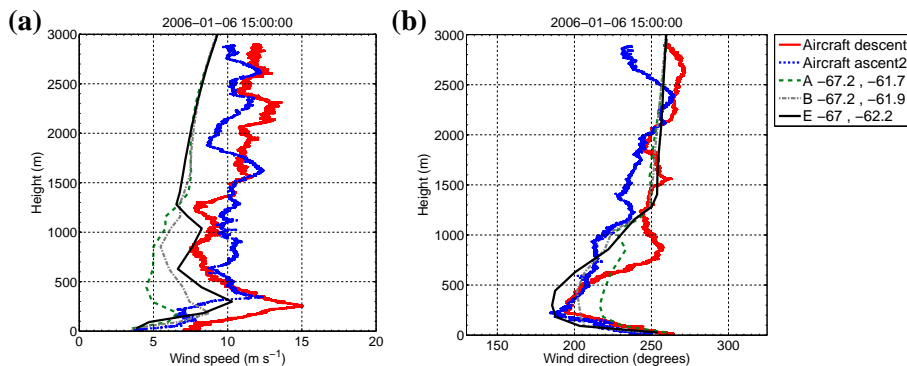 (a)
2006−01−06 15:00:00
3000
2500
2000
1500
1000
500
0
Height (m)
0
5
10
15
20
Wind speed (m s−1)
(b)
2006−01−06 15:00:00
3000
2500
2000
1500
1000
500
0
Height (m)
150
200
250
300
Wind direction (degrees)
Aircraft descent
Aircraft ascent2
A −67.2 , −61.7
B −67.2 , −61.9
E −67 , −62.2